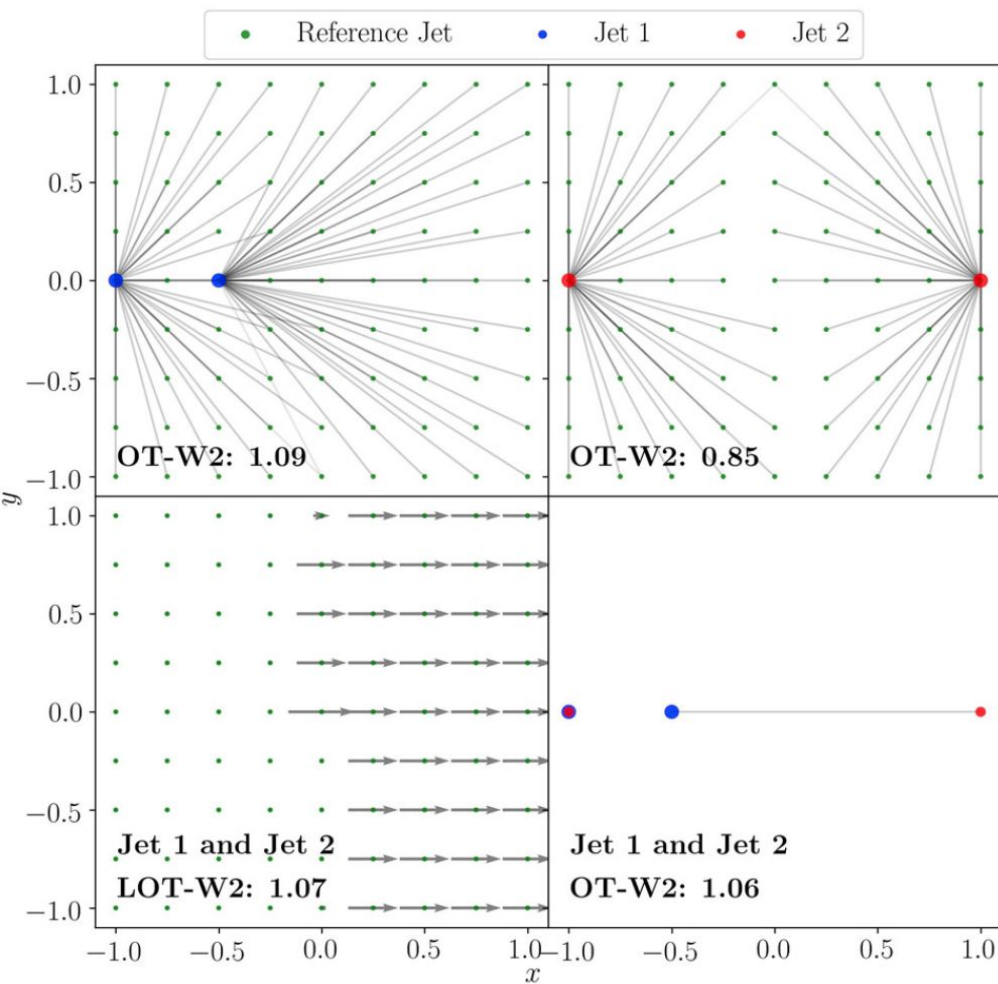 Reference Jet Jet 1 Jet 2
1.0
0.5
0.0
−0.5
−1.0
OT-W2: 1.09
OT-W2: 0.85
y
1.0
0.5
0.0
−0.5
−1.0
Jet 1 and Jet 2
LOT-W2: 1.07
Jet 1 and Jet 2
OT-W2: 1.06
−1.0 −0.5 0.0 0.5 1.0 −1.0 −0.5 0.0 0.5 1.0
x